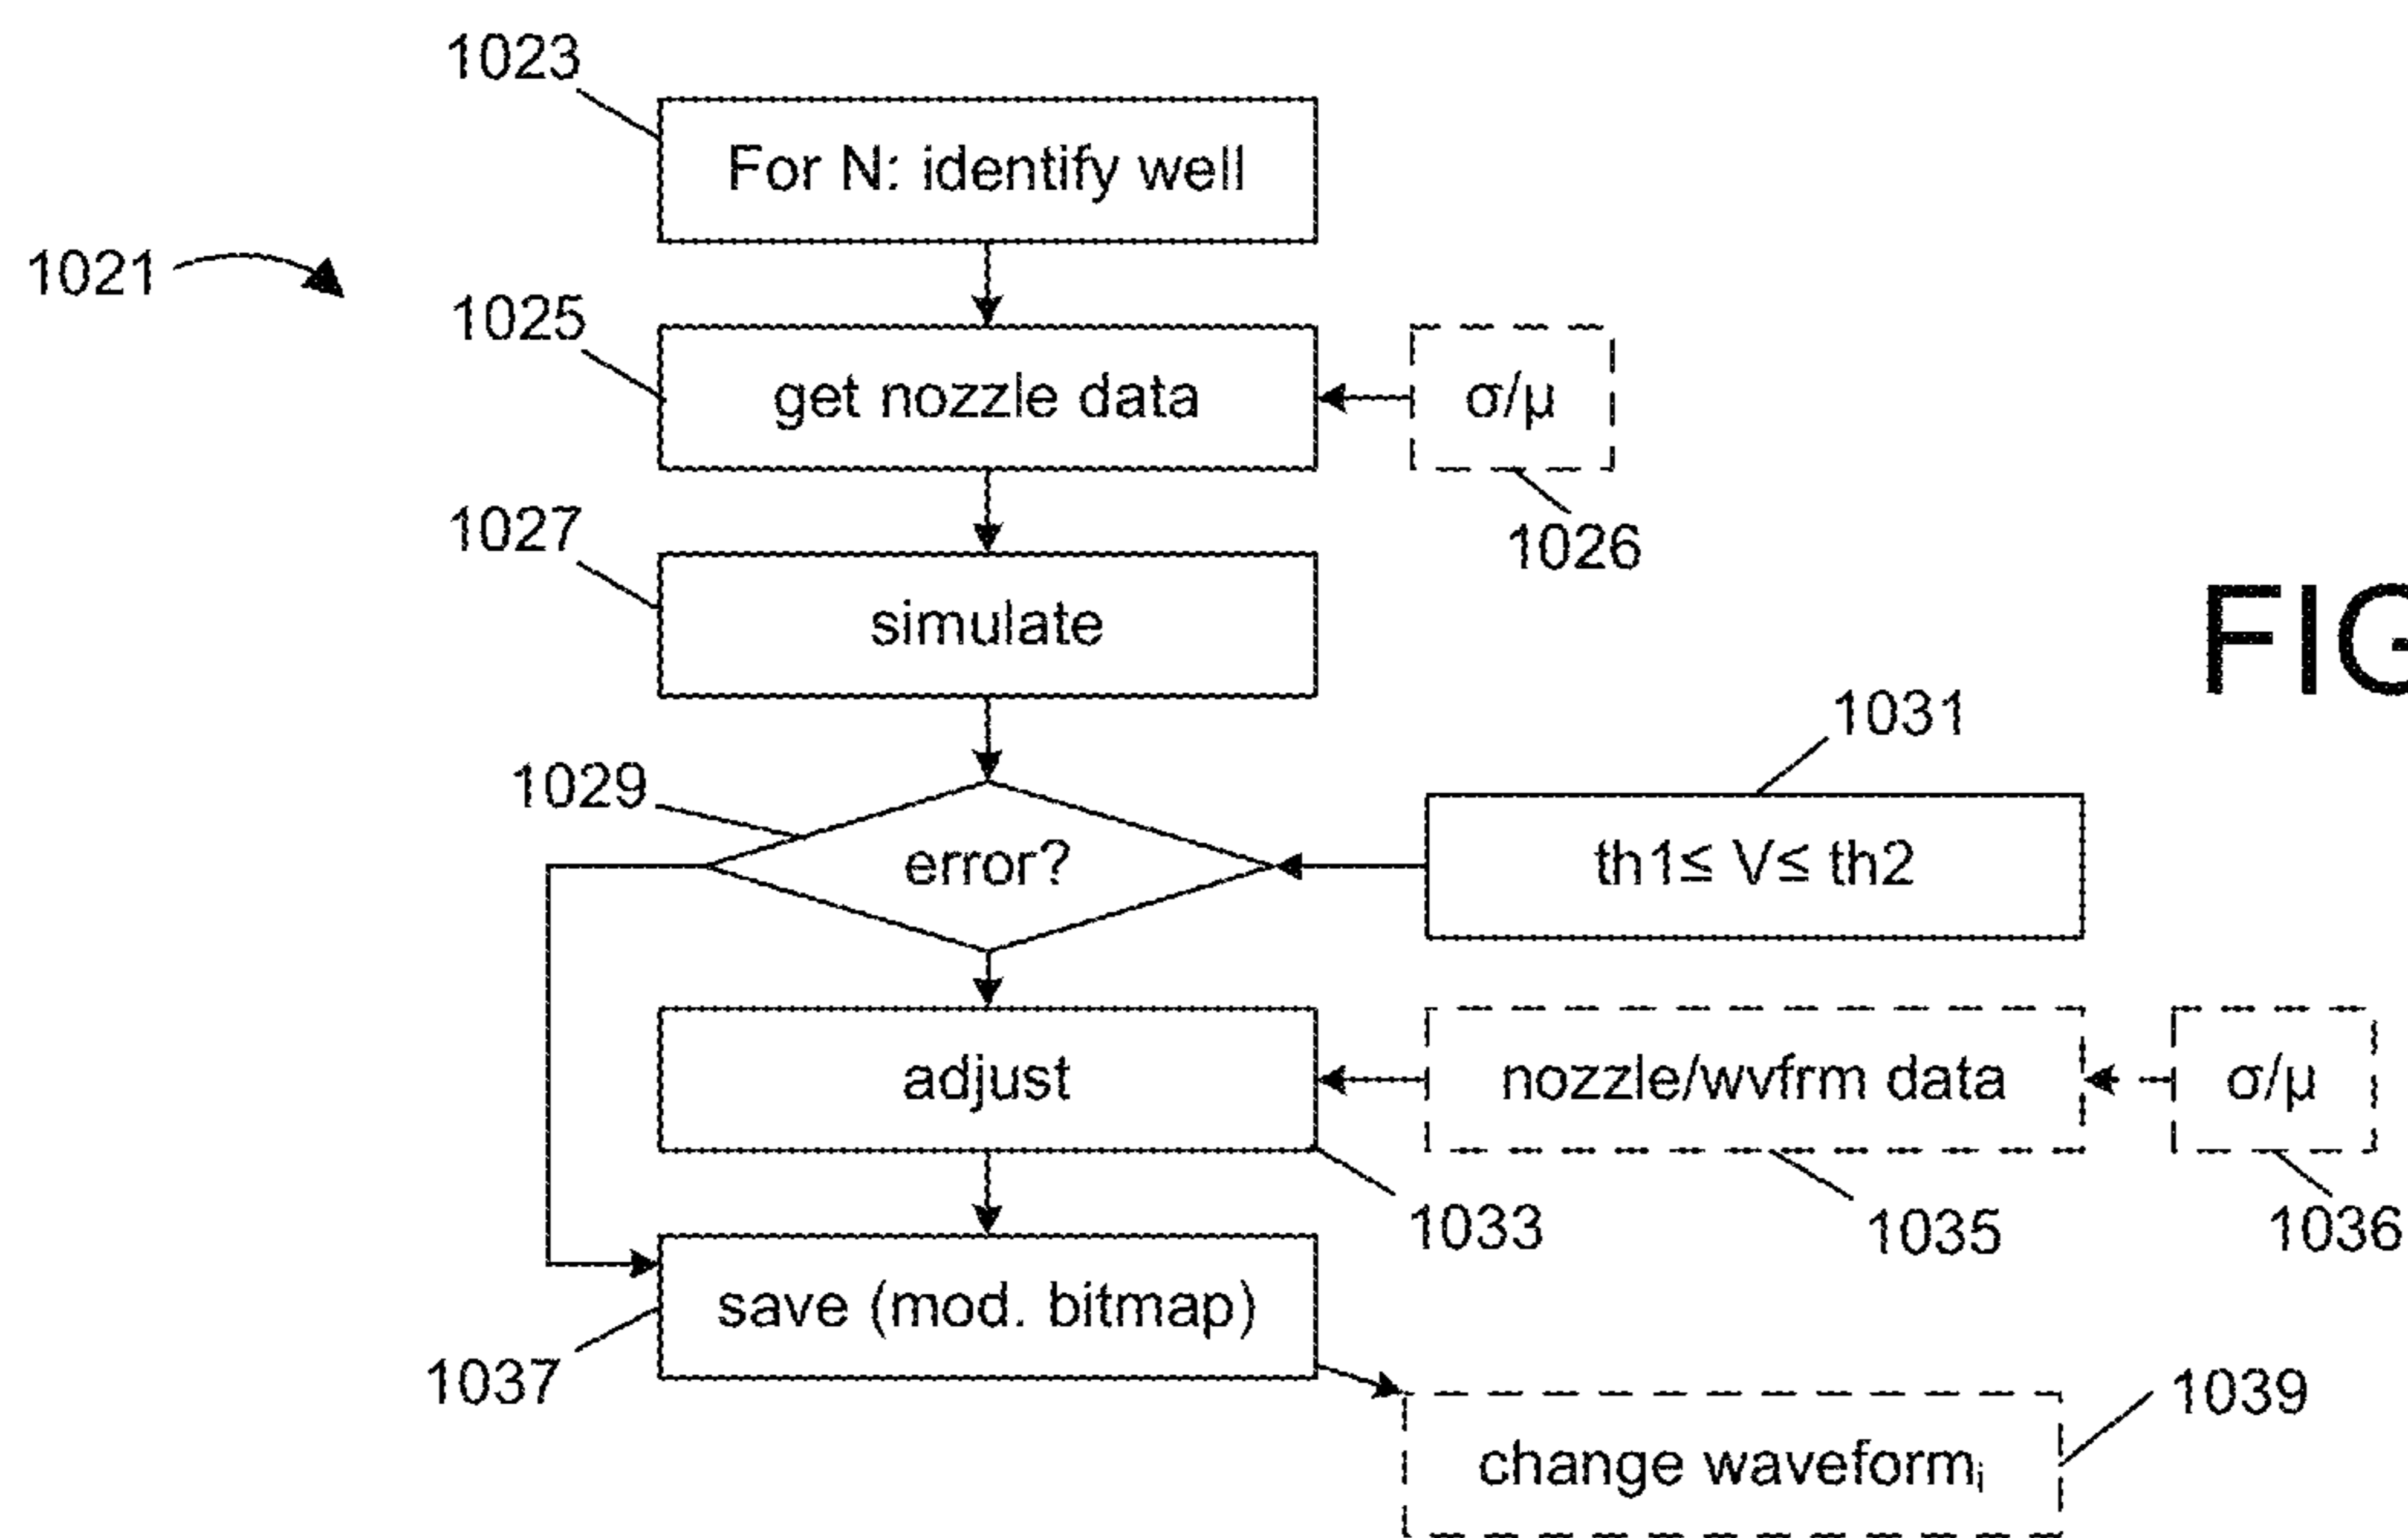 1023
For N: identify well
1021
1025
get nozzle data
σ/μ
1026
1027
simulate
FIG
1031
1029
error?
th1≤ V≤ th2
adjust
nozzle/wvfrm data
σ/μ
1033
1035
1036
save (mod. bitmap)
1037
1039
change waveformᵢ